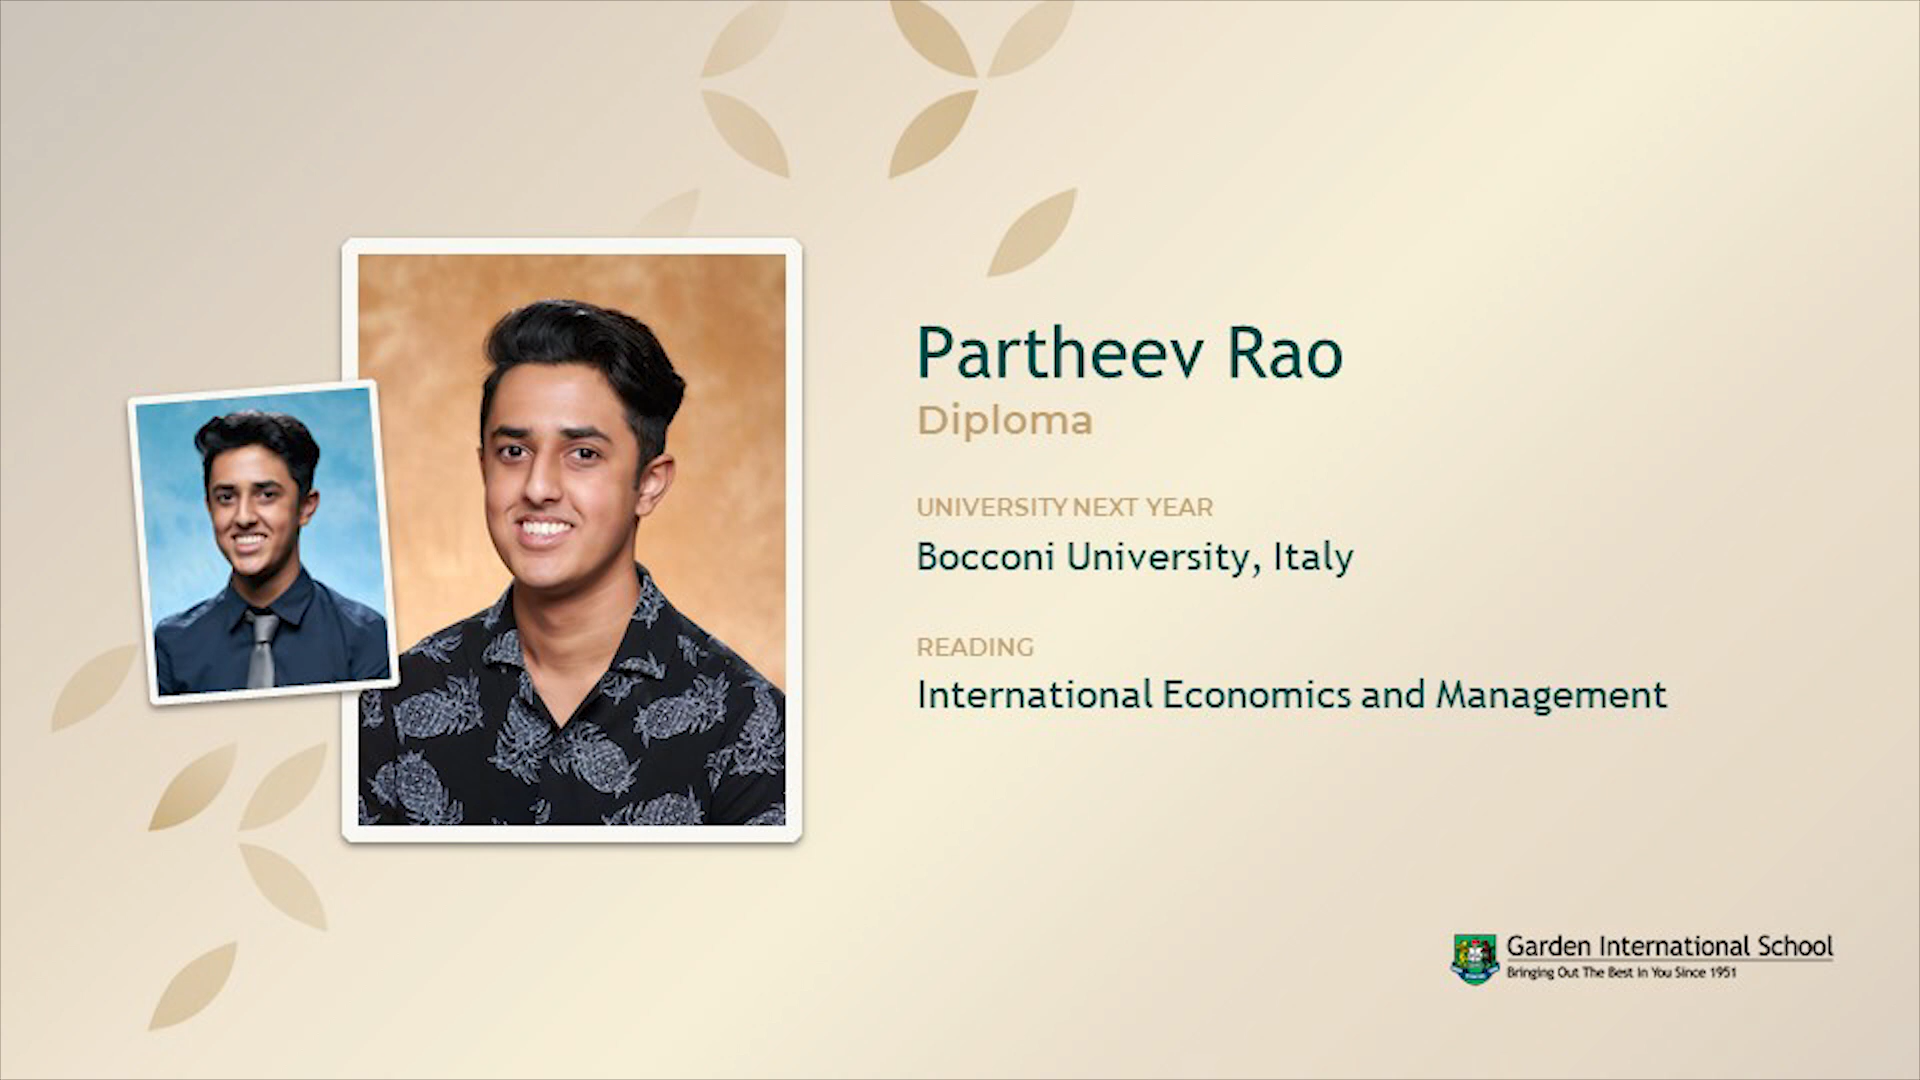 Partheev Rao
Diploma
UNIVERSITY NEXT YEAR
Bocconi University, Italy
READING
International Economics and Management
Garden International School
Bringing Out The Best In You Since 1951